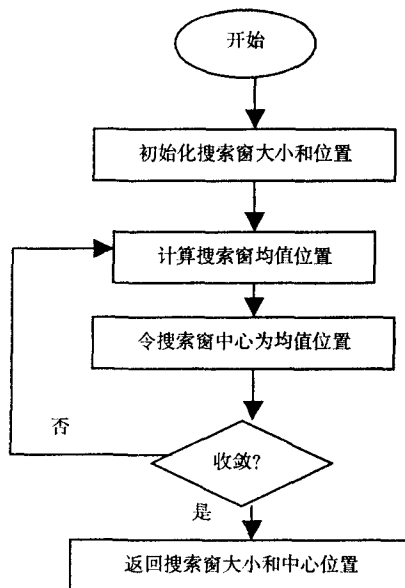 开始
初始化搜索窗大小和位置
计算搜索窗均值位置
令搜索窗中心为均值位置
否
收敛?
是
返回搜索窗大小和中心位置